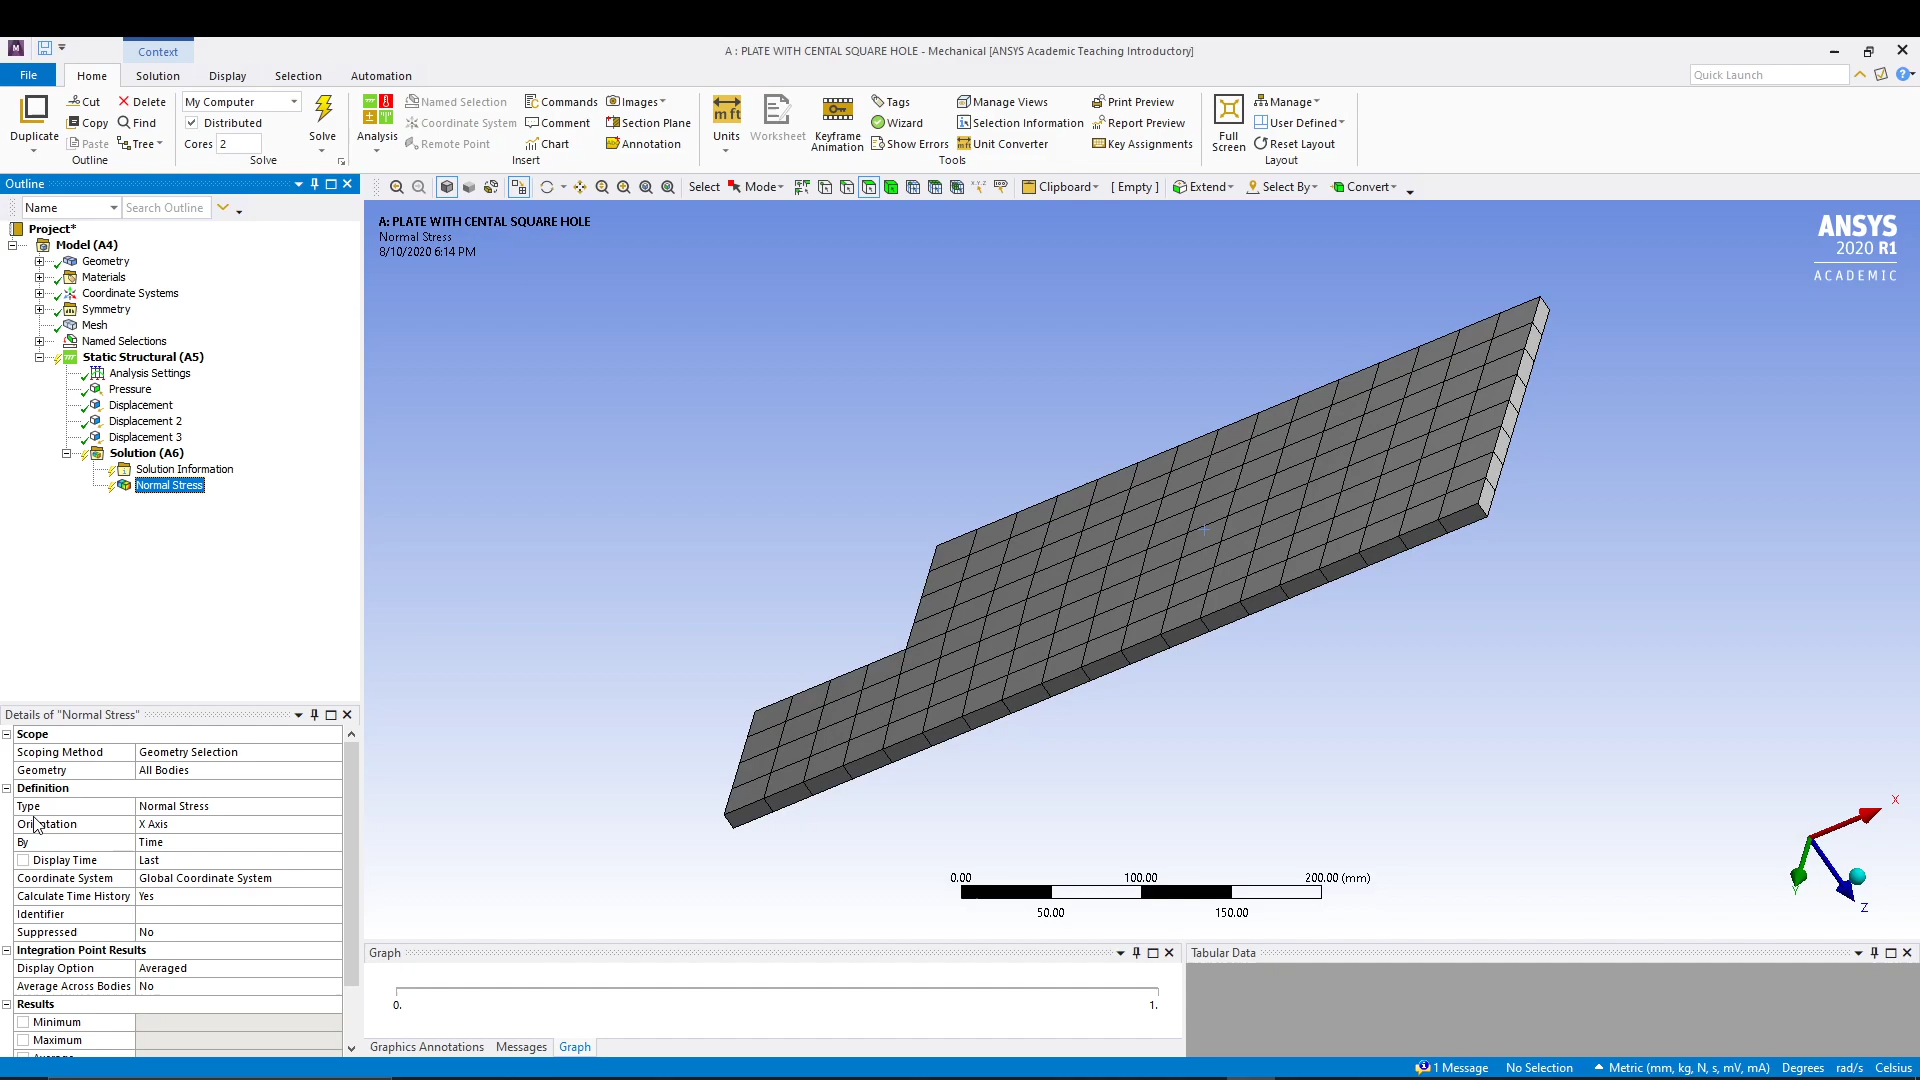 M
Context
A : PLATE WITH CENTAL SQUARE HOLE - Mechanical [ANSYS Academic Teaching Introductory]
File Home Solution Display Selection Automation
Quick Launch
Cut Delete My Computer Named Selection Commands Images Tags Manage Views Print Preview Manage
Copy Find Distributed Coordinate System Comment Section Plane Wizard Selection Information Report Preview User Defined
Duplicate Solve Analysis Units Worksheet Keyframe Animation Full Screen
Paste Tree Cores 2 Remote Point Chart Annotation Show Errors Unit Converter Key Assignments Reset Layout
Outline Solve Insert Tools Layout
Outline
Select Mode Clipboard [ Empty ] Extend Select By Convert
Name Search Outline
Project*
Model (A4)
Geometry
Materials
Coordinate Systems
Symmetry
Mesh
Named Selections
Static Structural (A5)
Analysis Settings
Pressure
Displacement
Displacement 2
Displacement 3
Solution (A6)
Solution Information
Normal Stress
A: PLATE WITH CENTAL SQUARE HOLE
Normal Stress
8/10/2020 6:14 PM
ANSYS
2020 R1
ACADEMIC
Details of "Normal Stress"
Scope
Scoping Method Geometry Selection
Geometry All Bodies
Definition
Type Normal Stress
Orientation X Axis
By Time
Display Time Last
Coordinate System Global Coordinate System
Calculate Time History Yes
Identifier
Suppressed No
Integration Point Results
Display Option Averaged
Average Across Bodies No
Results
Minimum
Maximum
X
Y
Z
0.00 100.00 200.00 (mm)
50.00 150.00
Graph
Tabular Data
0. 1.
Graphics Annotations Messages Graph
1 Message No Selection Metric (mm, kg, N, s, mV, mA) Degrees rad/s Celsius